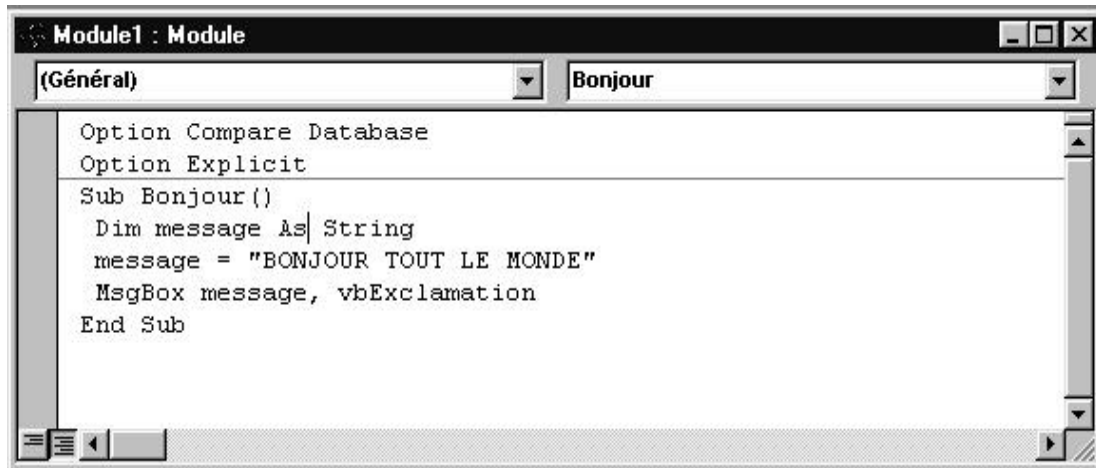 Module1 : Module
(Général) Bonjour
Option Compare Database
Option Explicit
Sub Bonjour()
Dim message As String
message = "BONJOUR TOUT LE MONDE"
MsgBox message, vbExclamation
End Sub